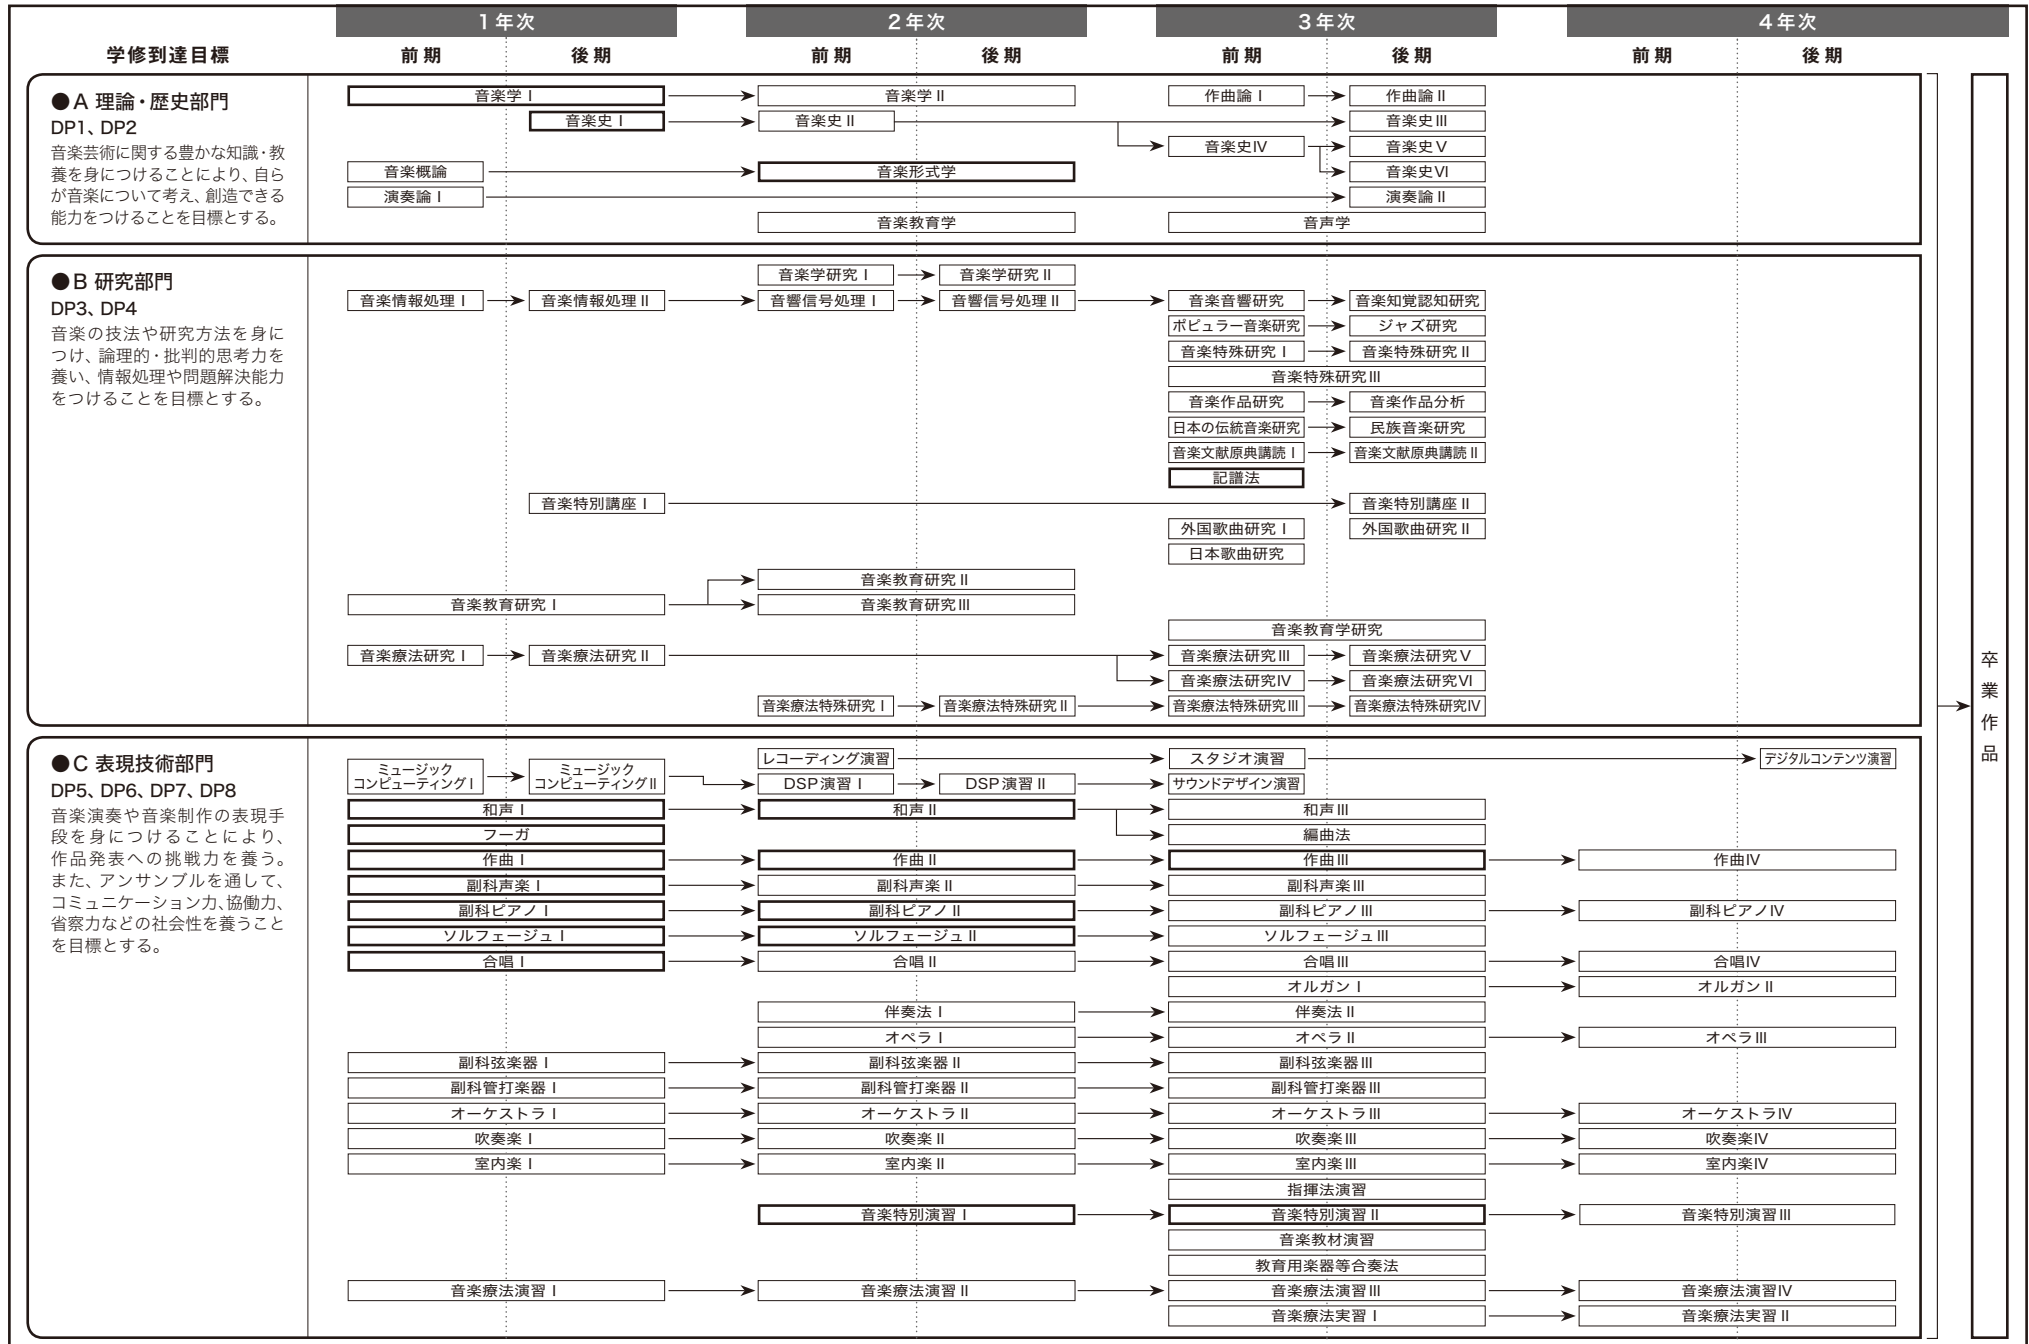 1年次 2年次 3年次 4年次
学修到達目標 前期 後期 前期 後期 前期 後期 前期 後期
●A 理論・歴史部門
DP1、DP2
音楽芸術に関する豊かな知識・教
養を身につけることにより、自ら
が音楽について考え、創造できる
能力をつけることを目標とする。
音楽学Ⅰ 音楽学Ⅱ 作曲論Ⅰ 作曲論Ⅱ
音楽史Ⅰ 音楽史Ⅱ 音楽史Ⅲ
音楽史Ⅳ 音楽史Ⅴ
音楽概論 音楽形式学 音楽史Ⅵ
演奏論Ⅰ 演奏論Ⅱ
音楽教育学 音声学
●B 研究部門
DP3、DP4
音楽の技法や研究方法を身に
つけ、論理的・批判的思考力を
養い、情報処理や問題解決能力
をつけることを目標とする。
音楽学研究Ⅰ 音楽学研究Ⅱ
音楽情報処理Ⅰ 音楽情報処理Ⅱ 音響信号処理Ⅰ 音響信号処理Ⅱ 音楽音響研究 音楽知覚認知研究
ポピュラー音楽研究 ジャズ研究
音楽特殊研究Ⅰ 音楽特殊研究Ⅱ
音楽特殊研究Ⅲ
音楽作品研究 音楽作品分析
日本の伝統音楽研究 民族音楽研究
音楽文献原典講読Ⅰ 音楽文献原典講読Ⅱ
記譜法
音楽特別講座Ⅰ 音楽特別講座Ⅱ
外国歌曲研究Ⅰ 外国歌曲研究Ⅱ
日本歌曲研究
音楽教育研究Ⅱ
音楽教育研究Ⅰ 音楽教育研究Ⅲ
音楽教育学研究
音楽療法研究Ⅰ 音楽療法研究Ⅱ 音楽療法研究Ⅲ 音楽療法研究Ⅴ
音楽療法研究Ⅳ 音楽療法研究Ⅵ
音楽療法特殊研究Ⅰ 音楽療法特殊研究Ⅱ 音楽療法特殊研究Ⅲ 音楽療法特殊研究Ⅳ
●C 表現技術部門
DP5、DP6、DP7、DP8
音楽演奏や音楽制作の表現手
段を身につけることにより、
作品発表への挑戦力を養う。
また、アンサンブルを通して、
コミュニケーション力、協働力、
省察力などの社会性を養うこと
を目標とする。
レコーディング演習 スタジオ演習 デジタルコンテンツ演習
ミュージック
コンピューティングⅠ
ミュージック
コンピューティングⅡ
DSP演習Ⅰ DSP演習Ⅱ サウンドデザイン演習
和声Ⅰ 和声Ⅱ 和声Ⅲ
フーガ 編曲法
作曲Ⅰ 作曲Ⅱ 作曲Ⅲ 作曲Ⅳ
副科声楽Ⅰ 副科声楽Ⅱ 副科声楽Ⅲ
副科ピアノⅠ 副科ピアノⅡ 副科ピアノⅢ 副科ピアノⅣ
ソルフェージュⅠ ソルフェージュⅡ ソルフェージュⅢ
合唱Ⅰ 合唱Ⅱ 合唱Ⅲ 合唱Ⅳ
オルガンⅠ オルガンⅡ
伴奏法Ⅰ 伴奏法Ⅱ
オペラⅠ オペラⅡ オペラⅢ
副科弦楽器Ⅰ 副科弦楽器Ⅱ 副科弦楽器Ⅲ
副科管打楽器Ⅰ 副科管打楽器Ⅱ 副科管打楽器Ⅲ
オーケストラⅠ オーケストラⅡ オーケストラⅢ オーケストラⅣ
吹奏楽Ⅰ 吹奏楽Ⅱ 吹奏楽Ⅲ 吹奏楽Ⅳ
室内楽Ⅰ 室内楽Ⅱ 室内楽Ⅲ 室内楽Ⅳ
指揮法演習
音楽特別演習Ⅰ 音楽特別演習Ⅱ 音楽特別演習Ⅲ
音楽教材演習
教育用楽器等合奏法
音楽療法演習Ⅰ 音楽療法演習Ⅱ 音楽療法演習Ⅲ 音楽療法演習Ⅳ
音楽療法実習Ⅰ 音楽療法実習Ⅱ
卒業作品